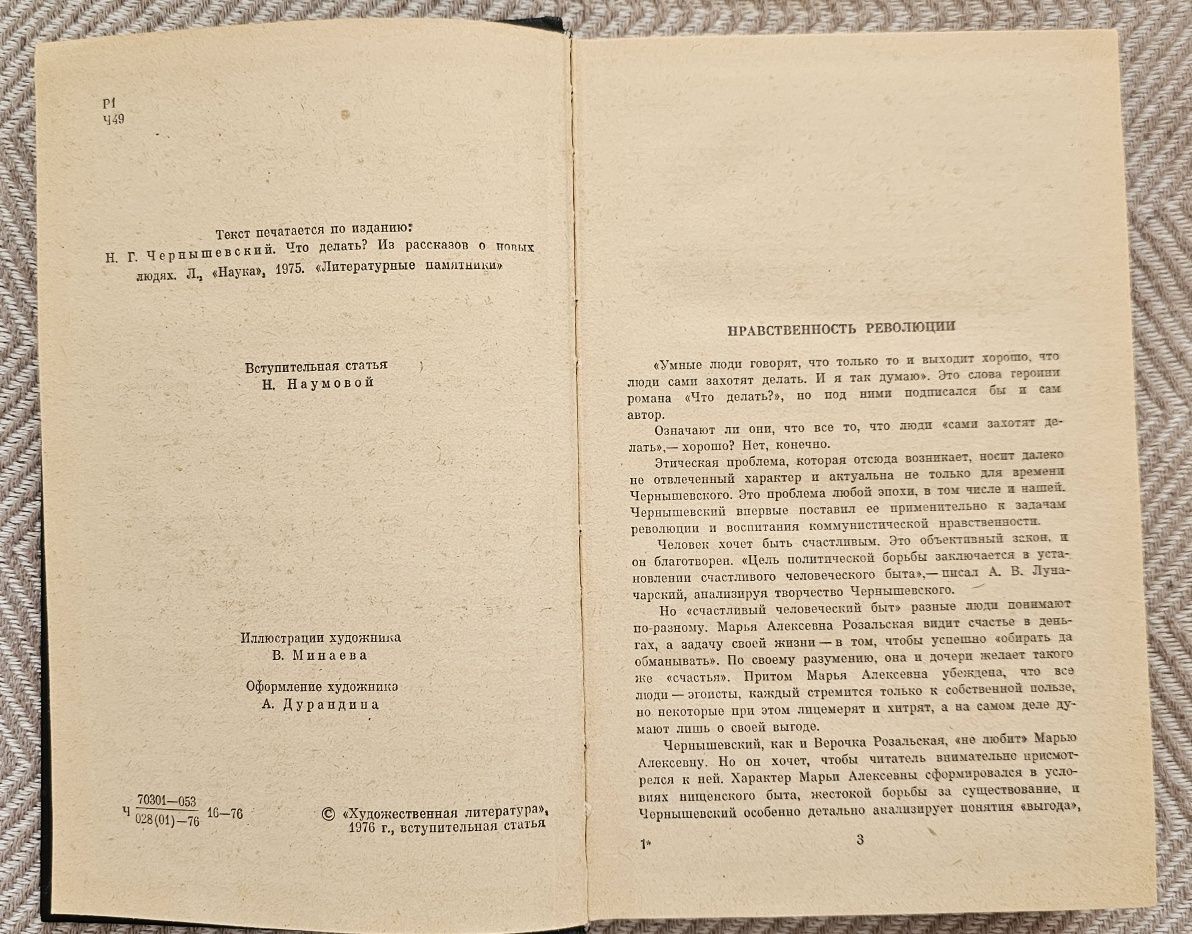 Р1
Ч49
Текст печатается по изданию:
Н. Г. Чернышевский. Что делать? Из рассказов о новых
людях. Л., «Наука», 1975. «Литературные памятники»
Вступительная статья
Н. Наумовой
Иллюстрации художника
В. Минаева
Оформление художника
А. Дурандина
Ч 70301—053
028(01)—76 16—76
© «Художественная литература»,
1976 г., вступительная статья
НРАВСТВЕННОСТЬ РЕВОЛЮЦИИ
«Умные люди говорят, что только то и выходит хорошо, что
люди сами захотят делать. И я так думаю». Это слова героини
романа «Что делать?», но под ними подписался бы и сам
автор.
Означают ли они, что все то, что люди «сами захотят де-
лать»,— хорошо? Нет, конечно.
Этическая проблема, которая отсюда возникает, носит далеко
не отвлеченный характер и актуальна не только для времени
Чернышевского. Это проблема любой эпохи, в том числе и нашей.
Чернышевский впервые поставил ее применительно к задачам
революции и воспитания коммунистической нравственности.
Человек хочет быть счастливым. Это объективный закон, и
он благотворен. «Цель политической борьбы заключается в уста-
новлении счастливого человеческого быта»,— писал А. В. Луна-
чарский, анализируя творчество Чернышевского.
Но «счастливый человеческий быт» разные люди понимают
по-разному. Марья Алексевна Розальская видит счастье в день-
гах, а задачу своей жизни — в том, чтобы успешно «обирать да
обманывать». По своему разумению, она и дочери желает такого
же «счастья». Притом Марья Алексевна убеждена, что все
люди — эгоисты, каждый стремится только к собственной пользе,
но некоторые при этом лицемерят и хитрят, а на самом деле ду-
мают лишь о своей выгоде.
Чернышевский, как и Верочка Розальская, «не любит» Марью
Алексевну. Но он хочет, чтобы читатель внимательно присмот-
релся к ней. Характер Марьи Алексевны сформировался в усло-
виях нищенского быта, жестокой борьбы за существование, и
Чернышевский особенно детально анализирует понятия «выгода»,
1*
3